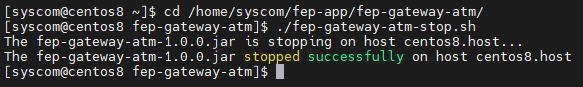 [syscom@centos8 ~]$ cd /home/syscom/fep-app/fep-gateway-atm/
[syscom@centos8 fep-gateway-atm]$ ./fep-gateway-atm-stop.sh
The fep-gateway-atm-1.0.0.jar is stopping on host centos8.host...
The fep-gateway-atm-1.0.0.jar stopped successfully on host centos8.host
[syscom@centos8 fep-gateway-atm]$